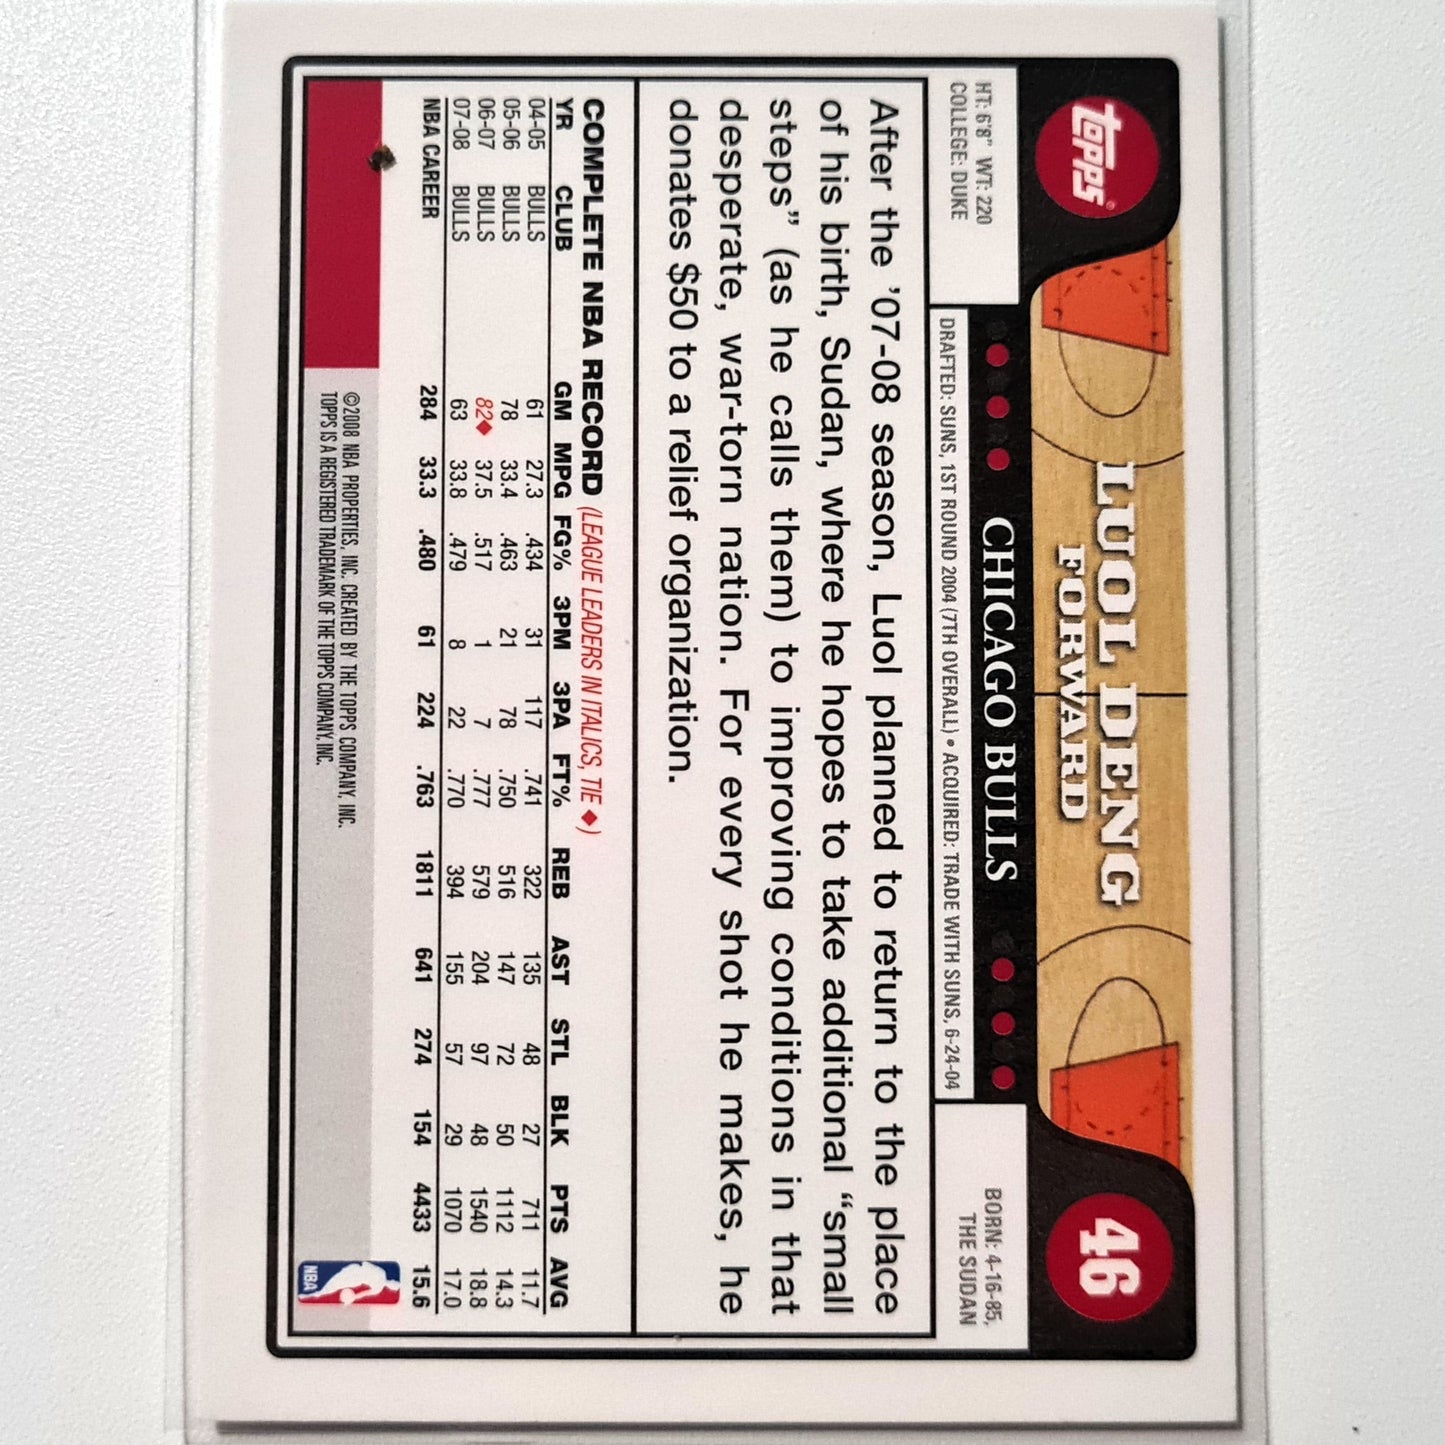 topps®
LUOL DENG
FORWARD
46
CHICAGO BULLS
HT: 6'8" WT: 220
COLLEGE: DUKE
DRAFTED: SUNS, 1ST ROUND 2004 (7TH OVERALL) • ACQUIRED: TRADE WITH SUNS, 6-24-04
BORN: 4-16-85,
THE SUDAN
After the '07-08 season, Luol planned to return to the place
of his birth, Sudan, where he hopes to take additional “small
steps” (as he calls them) to improving conditions in that
desperate, war-torn nation. For every shot he makes, he
donates $50 to a relief organization.
COMPLETE NBA RECORD (LEAGUE LEADERS IN ITALICS, TIE ◆)
YR CLUB GM MPG FG% 3PM 3PA FT% REB AST STL BLK PTS AVG
04-05 BULLS 61 27.3 .434 31 117 .741 322 135 48 27 711 11.7
05-06 BULLS 78 33.4 .463 21 78 .750 516 147 72 50 1112 14.3
06-07 BULLS 82◆ 37.5 .517 1 7 .777 579 204 97 48 1540 18.8
07-08 BULLS 63 33.8 .479 8 22 .770 394 155 57 29 1070 17.0
NBA CAREER 284 33.3 .480 61 224 .763 1811 641 274 154 4433 15.6
©2008 NBA PROPERTIES, INC. CREATED BY THE TOPPS COMPANY, INC.
TOPPS IS A REGISTERED TRADEMARK OF THE TOPPS COMPANY, INC.
NBA